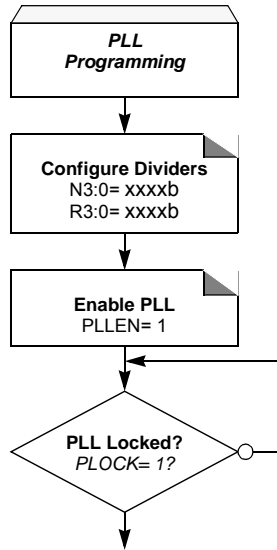 PLL
Programming
Configure Dividers
N3:0= xxxxb
R3:0= xxxxb
Enable PLL
PLLEN= 1
PLL Locked?
PLOCK= 1?